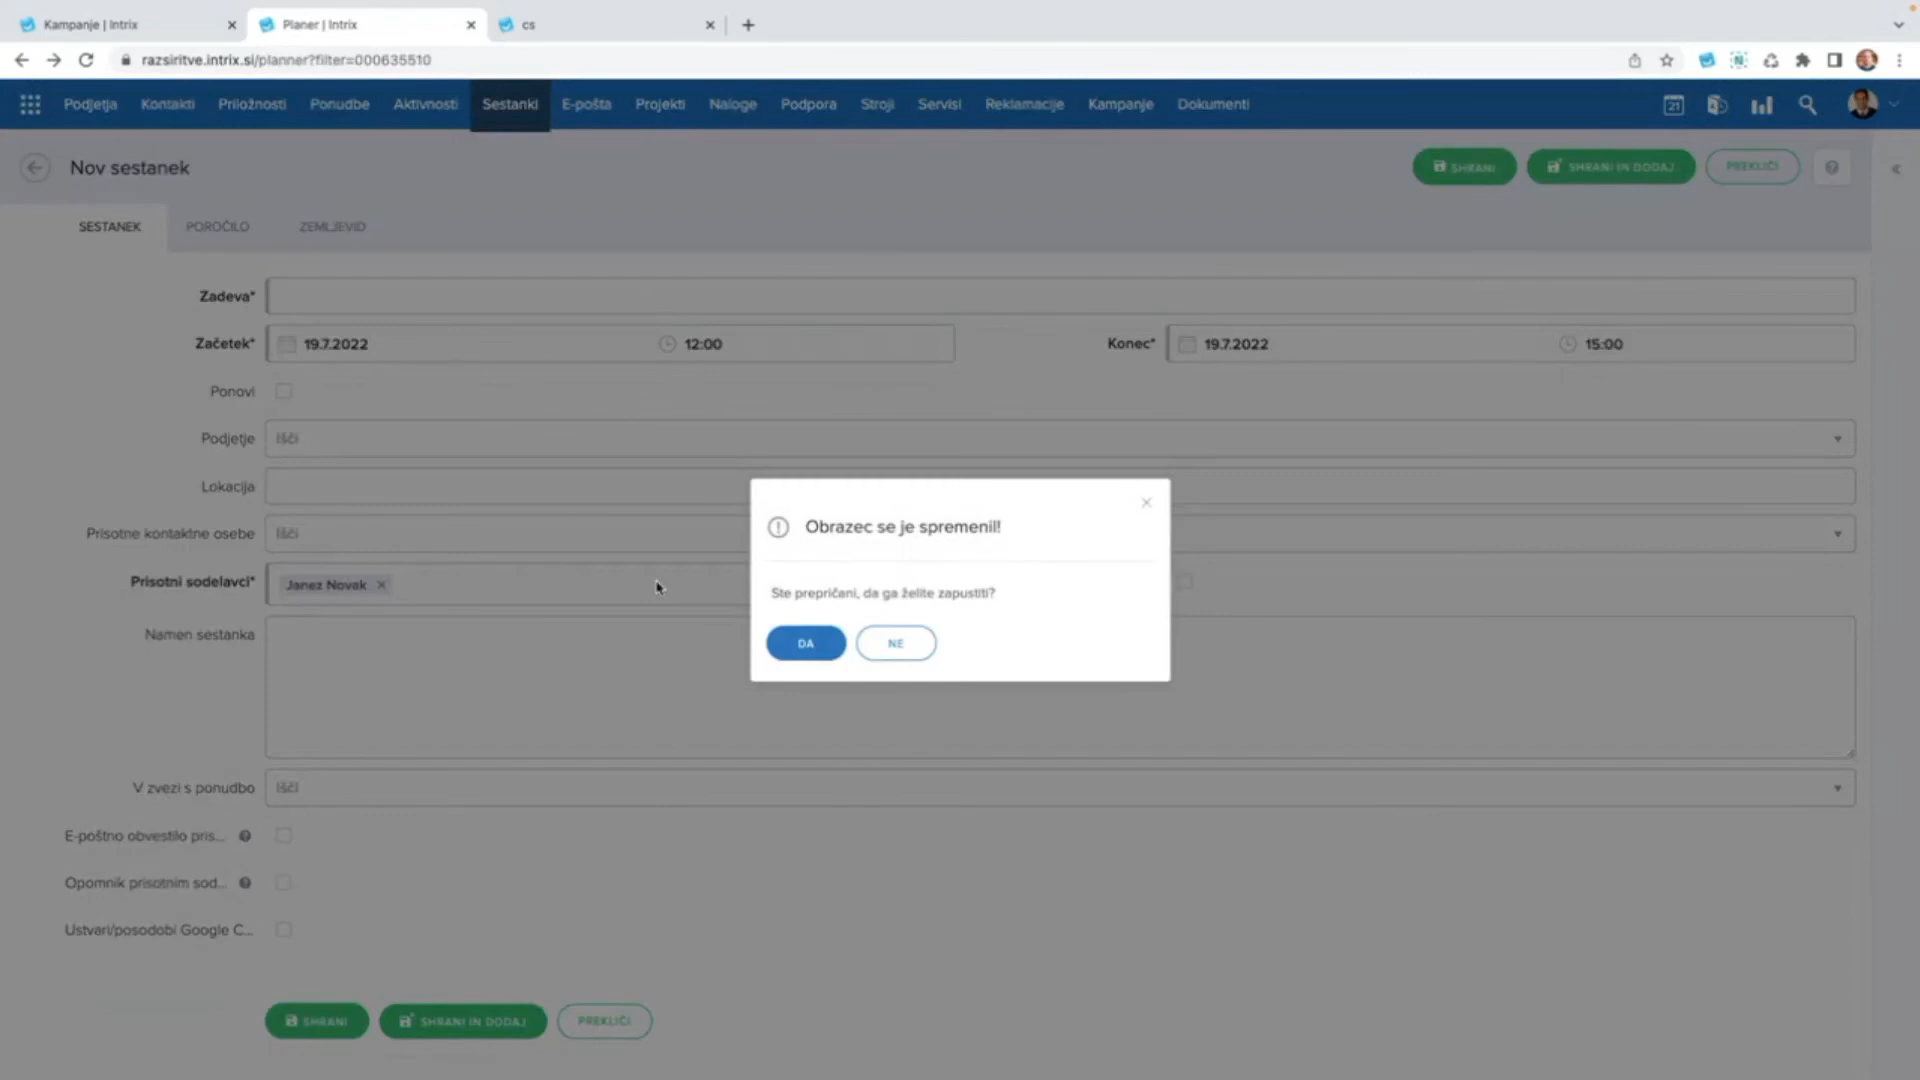 Kampanje | Intrix
Planer | Intrix
cs
razsiritve.intrix.si/planner?filter=000635510
Podjetja Kontakti Priložnosti Ponudbe Aktivnosti Sestanki E-pošta Projekti Naloge Podpora Stroji Servisi Reklamacije Kampanje Dokumenti
21
Nov sestanek
SHRANI SHRANI IN DODAJ PREKLIČI
SESTANEK POROČILO ZEMLJEVID
Zadeva*
Začetek* 19.7.2022 12:00 Konec* 19.7.2022 15:00
Ponovi
Podjetje Išči
Lokacija
Prisotne kontaktne osebe Išči
Prisotni sodelavci* Janez Novak
Namen sestanka
Obrazec se je spremenil!
Ste prepričani, da ga želite zapustiti?
DA NE
V zvezi s ponudbo Išči
E-poštno obvestilo pris...
Opomnik prisotnim sod...
Ustvari/posodobi Google C...
SHRANI SHRANI IN DODAJ PREKLIČI